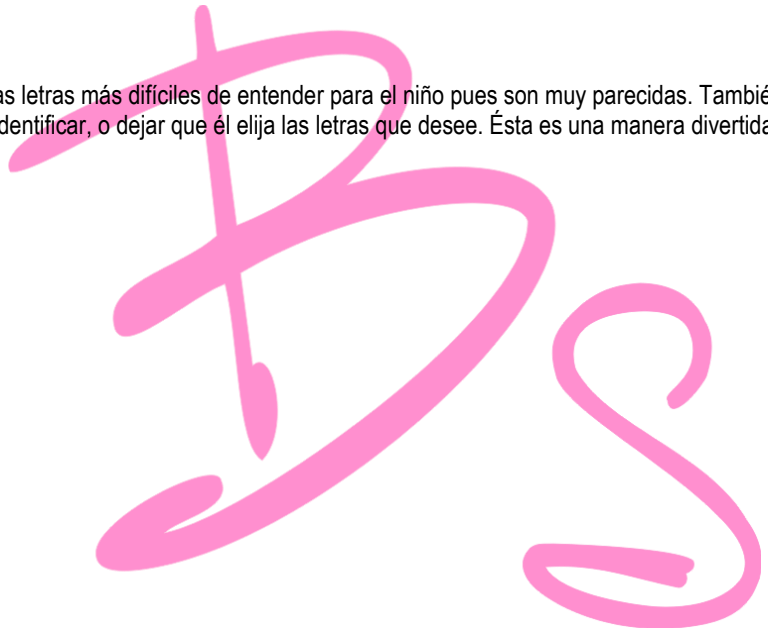 as letras más difíciles de entender para el niño pues son muy parecidas. Tambié
dentificar, o dejar que él elija las letras que desee. Ésta es una manera divertida
B
S